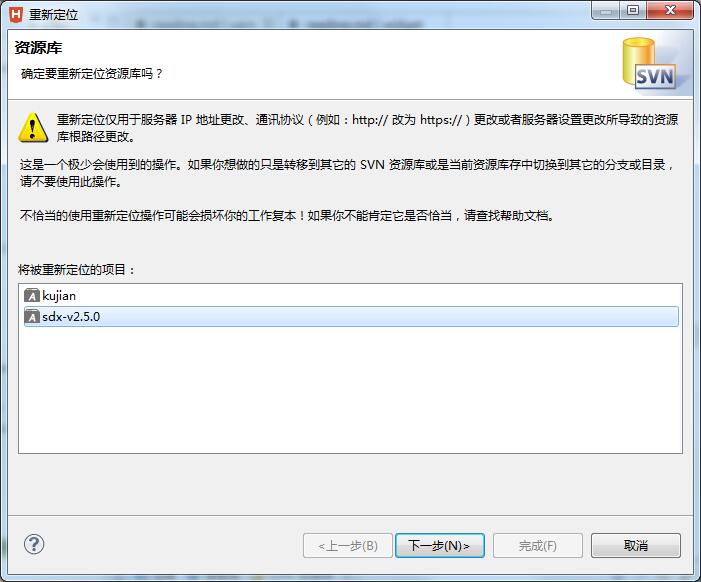 重新定位
资源库
确定要重新定位资源库吗？
SVN
重新定位仅用于服务器 IP 地址更改、通讯协议（例如：http:// 改为 https://）更改或者服务器设置更改所导致的资源
库根路径更改。
这是一个极少会使用到的操作。如果你想做的只是转移到其它的 SVN 资源库或是当前资源库存中切换到其它的分支或目录，
请不要使用此操作。
不恰当的使用重新定位操作可能会损坏你的工作复本！如果你不能肯定它是否恰当，请查找帮助文档。
将被重新定位的项目：
kujian
sdx-v2.5.0
<上一步(B)
下一步(N)>
完成(F)
取消